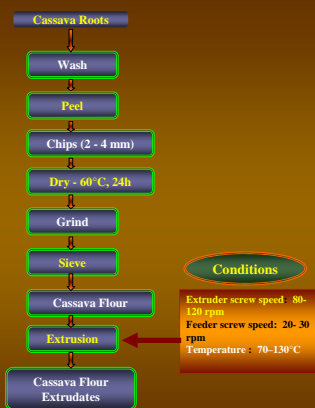 Cassava Roots
Wash
Peel
Chips (2 - 4 mm)
Dry - 60°C, 24h
Grind
Sieve
Cassava Flour
Extrusion
Cassava Flour
Extrudates
Conditions
Extruder screw speed: 80-
120 rpm
Feeder screw speed: 20- 30
rpm
Temperature : 70–130°C